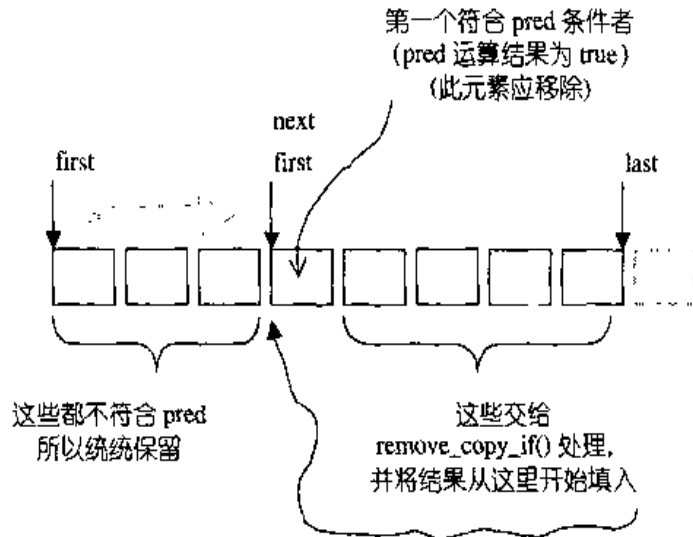 第一个符合 pred 条件者
(pred 运算结果为 true)
(此元素应移除)
next
first
first
last
这些都不符合 pred
所以统统保留
这些交给
remove_copy_if() 处理,
并将结果从这里开始填入